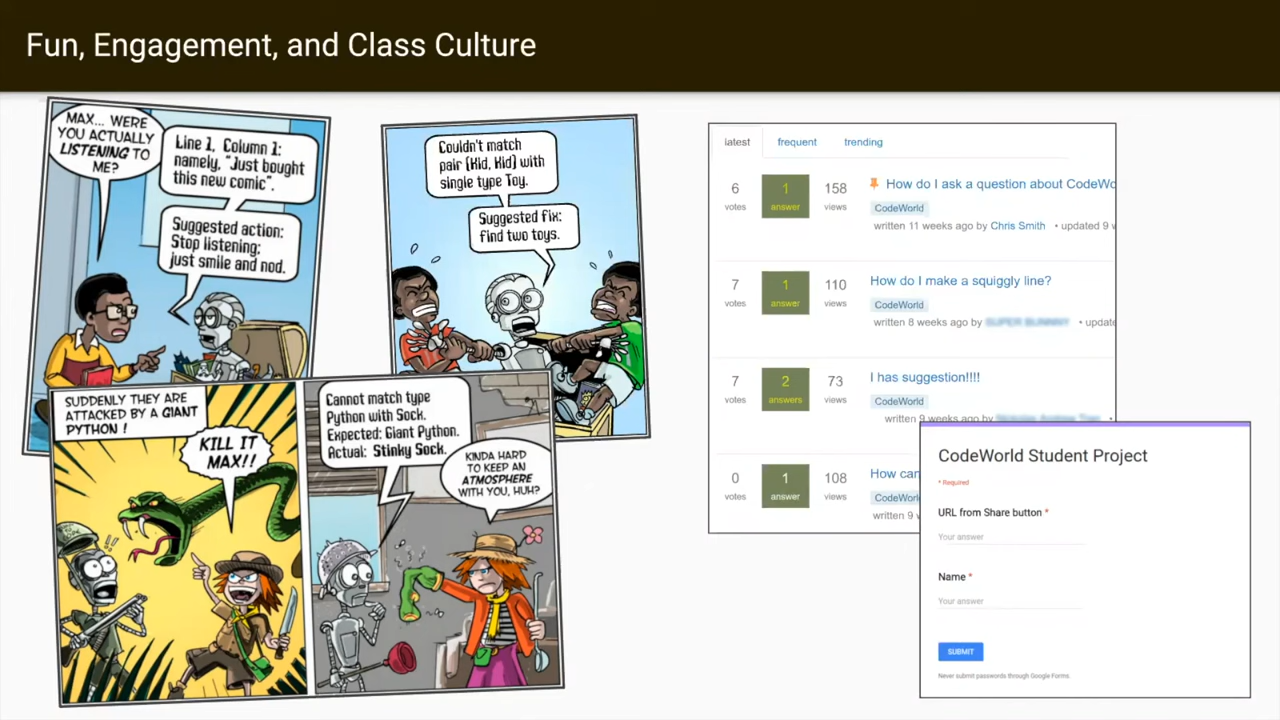 Fun, Engagement, and Class Culture
MAX... WERE
YOU ACTUALLY
LISTENING TO
ME?
Line 1, Column 1:
namely, "Just bought
this new comic".
Suggested action:
Stop listening;
just smile and nod.
Couldn't match
pair (Kid, Kid) with
single type Toy.
Suggested fix:
find two toys.
SUDDENLY THEY ARE
ATTACKED BY A GIANT
PYTHON !
KILL IT
MAX!!
Cannot match type
Python with Sock.
Expected: Giant Python.
Actual: Stinky Sock.
KINDA HARD
TO KEEP AN
ATMOSPHERE
WITH YOU, HUH?
latest frequent trending
6 votes 1 answer 158 views
How do I ask a question about CodeWo
CodeWorld
written 11 weeks ago by Chris Smith • updated 9 w
7 votes 1 answer 110 views
How do I make a squiggly line?
CodeWorld
written 8 weeks ago by • update
7 votes 2 answers 73 views
I has suggestion!!!!
CodeWorld
written 9 weeks ago by •
0 votes 1 answer 108 views
How can
CodeWorld
written 9 w
CodeWorld Student Project
* Required
URL from Share button *
Your answer
Name *
Your answer
SUBMIT
Never submit passwords through Google Forms.